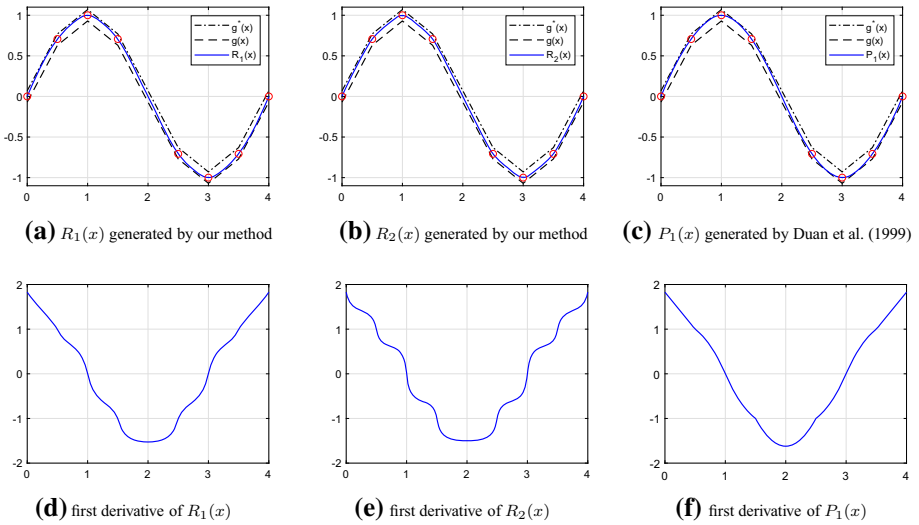 1
0.5
0
-0.5
-1
0 1 2 3 4
g*(x)
g(x)
R₁(x)
(a) R₁(x) generated by our method
1
0.5
0
-0.5
-1
0 1 2 3 4
g*(x)
g(x)
R₂(x)
(b) R₂(x) generated by our method
1
0.5
0
-0.5
-1
0 1 2 3 4
g*(x)
g(x)
P₁(x)
(c) P₁(x) generated by Duan et al. (1999)
2
1
0
-1
-2
0 1 2 3 4
(d) first derivative of R₁(x)
2
1
0
-1
-2
0 1 2 3 4
(e) first derivative of R₂(x)
2
1
0
-1
-2
0 1 2 3 4
(f) first derivative of P₁(x)